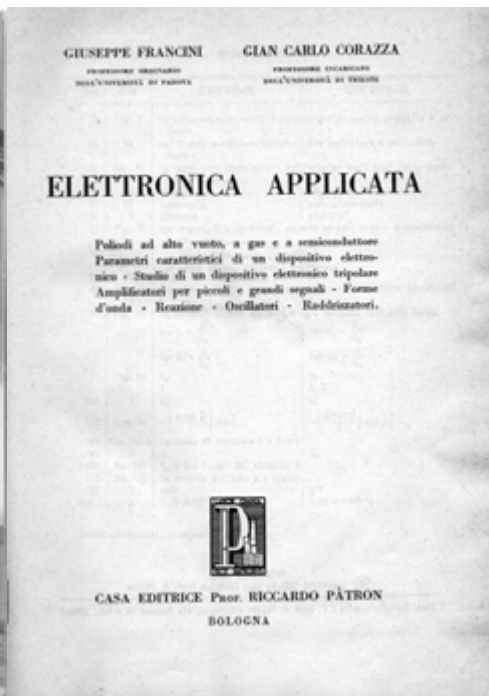 GIUSEPPE FRANCINI
PROFESSORE ORDINARIO
DELL'UNIVERSITÀ DI PADOVA
GIAN CARLO CORAZZA
PROFESSORE INCARICATO
DELL'UNIVERSITÀ DI TRIESTE
ELETTRONICA APPLICATA
Poliodi ad alto vuoto, a gas e a semiconduttore
Parametri caratteristici di un dispositivo elettro-
nico - Studio di un dispositivo elettronico tripolare
Amplificatori per piccoli e grandi segnali - Forme
d'onda - Reazione - Oscillatori - Raddrizzatori.
P
CASA EDITRICE PROF. RICCARDO PÀTRON
BOLOGNA